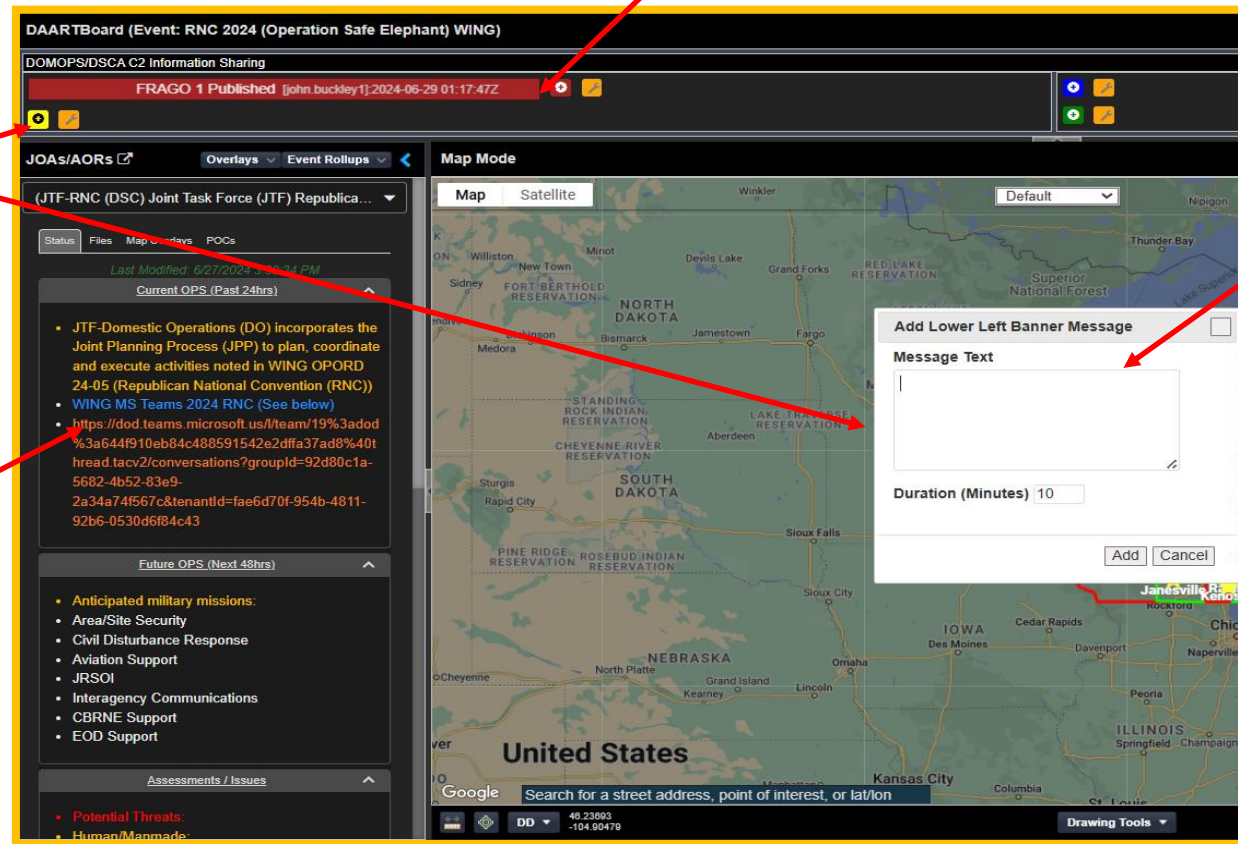 DAARTBoard (Event: RNC 2024 (Operation Safe Elephant) WING)
DOMOPS/DSCA C2 Information Sharing
FRAGO 1 Published [john.buckley1]:2024-06-29 01:17:47Z
JOAs/AORs
Overlays
Event Rollups
(JTF-RNC (DSC) Joint Task Force (JTF) Republica...
Status Files Map Overlays POCs
Current OPS (Past 24hrs)
JTF-Domestic Operations (DO) incorporates the
Joint Planning Process (JPP) to plan, coordinate
and execute activities noted in WING OPORD
24-05 (Republican National Convention (RNC))
WING MS Teams 2024 RNC (See below)
https://dod.teams.microsoft.us/l/team/19%3adod
%3a644f910eb84c488591542e2dffa37ad8%40t
hread.tacv2/conversations?groupId=92d80c1a-
5682-4b52-83e9-
2a34a74f567c&tenantId=fae6d70f-954b-4811-
92b6-0530d6f84c43
Future OPS (Next 48hrs)
Anticipated military missions:
Area/Site Security
Civil Disturbance Response
Aviation Support
JRSOI
Interagency Communications
CBRNE Support
EOD Support
Assessments / Issues
Potential Threats:
Human/Manmade:
Map Mode
Map Satellite
Default
Winkler
Nipigon
Thunder Bay
Lake Superior
Williston
Minot
New Town
Devils Lake
Grand Forks
RED LAKE
RESERVATION
Superior
National Forest
Sidney
FORT BERTHOLD
RESERVATION
NORTH
DAKOTA
Dickinson
Bismarck
Jamestown
Fargo
Medora
STANDING
ROCK INDIAN
RESERVATION
LAKE TRAVERSE
RESERVATION
Aberdeen
CHEYENNE RIVER
RESERVATION
SOUTH
DAKOTA
Sturgis
Rapid City
Sioux Falls
PINE RIDGE
RESERVATION
ROSEBUD INDIAN
RESERVATION
Sioux City
Janesville
Rockford
IOWA
Des Moines
Cedar Rapids
Davenport
Naperville
NEBRASKA
North Platte
Omaha
Cheyenne
Grand Island
Kearney
Lincoln
Peoria
ILLINOIS
Springfield
Champaign
United States
Kansas City
Columbia
St. Louis
Google
Search for a street address, point of interest, or lat/lon
DD
46.23693
-104.90479
Drawing Tools
Add Lower Left Banner Message
Message Text
Duration (Minutes) 10
Add Cancel